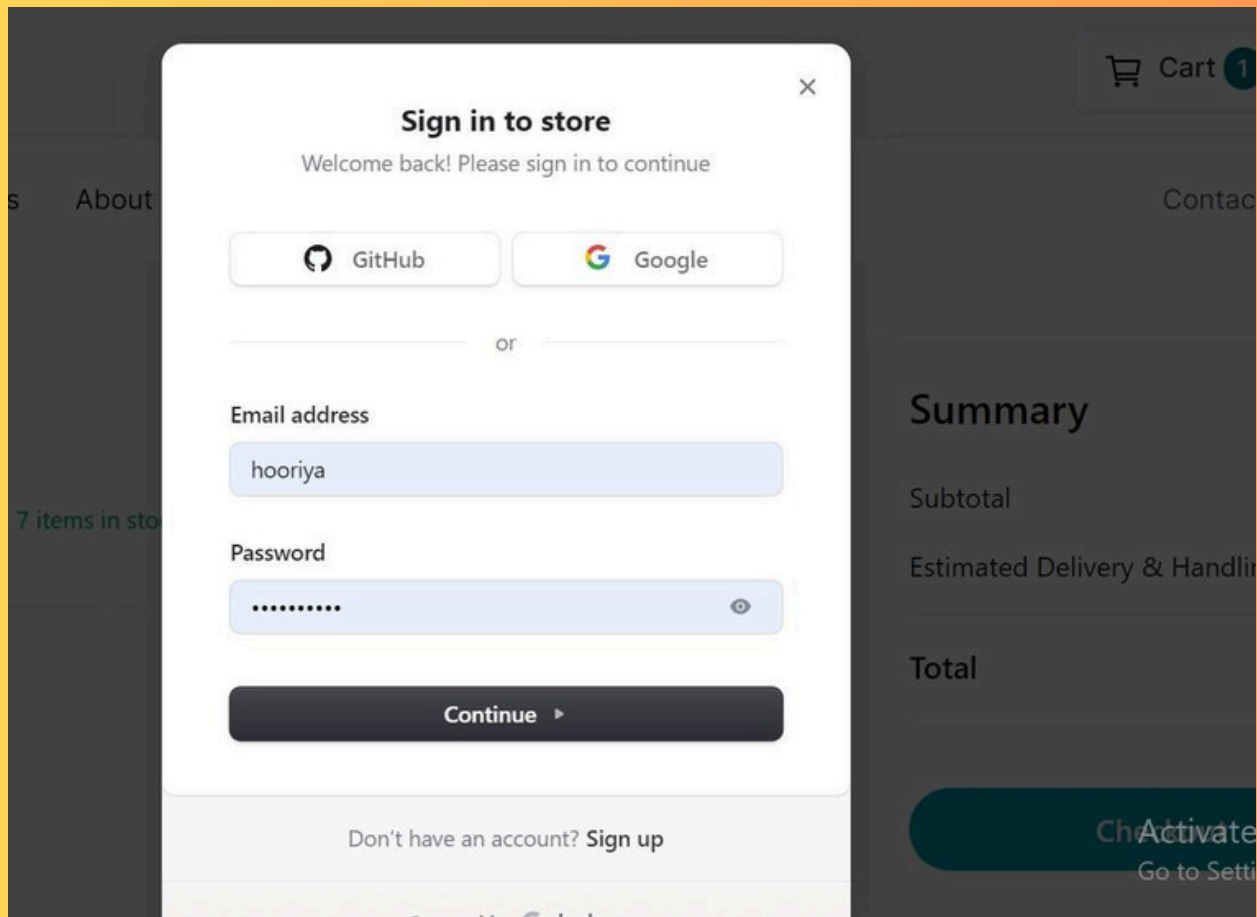 Cart 1
Sign in to store
Welcome back! Please sign in to continue
About
GitHub
Google
or
Email address
hooriya
Password
••••••••••
Continue
Don't have an account? Sign up
7 items in sto
Contac
Summary
Subtotal
Estimated Delivery & Handlin
Total
Checkout
Activate
Go to Setti